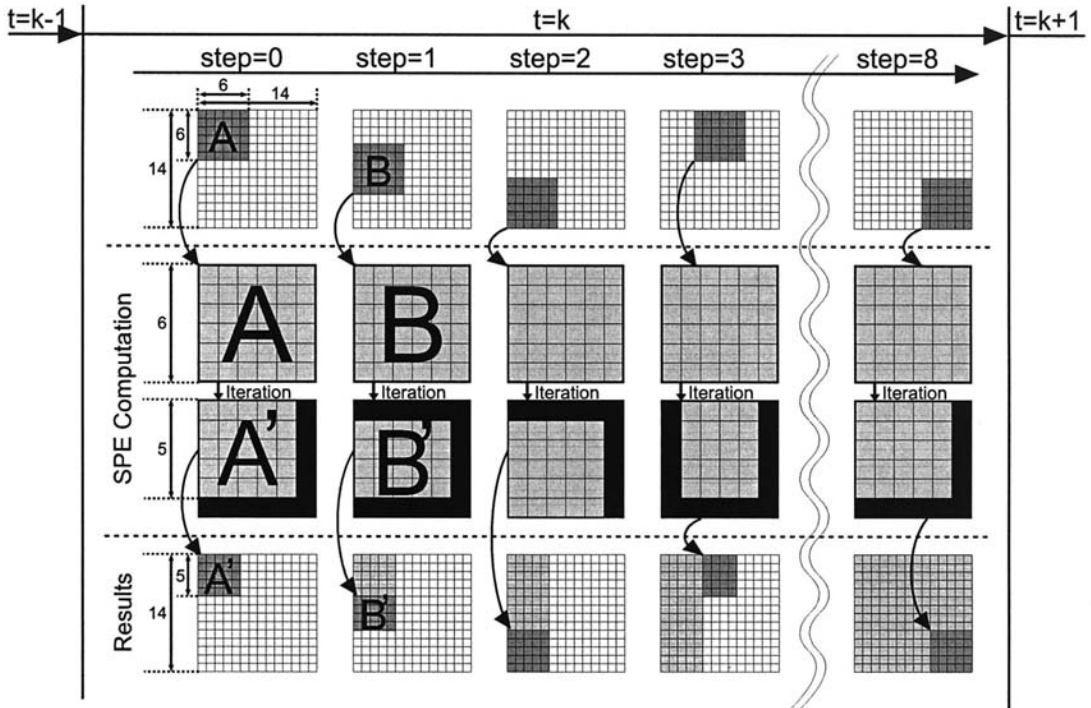 t=k-1 t=k t=k+1
step=0 step=1 step=2 step=3 step=8
6 14
6
14
A B
SPE Computation
6
A B
Iteration Iteration Iteration Iteration Iteration
5
A' B'
Results
5
14
A' B'